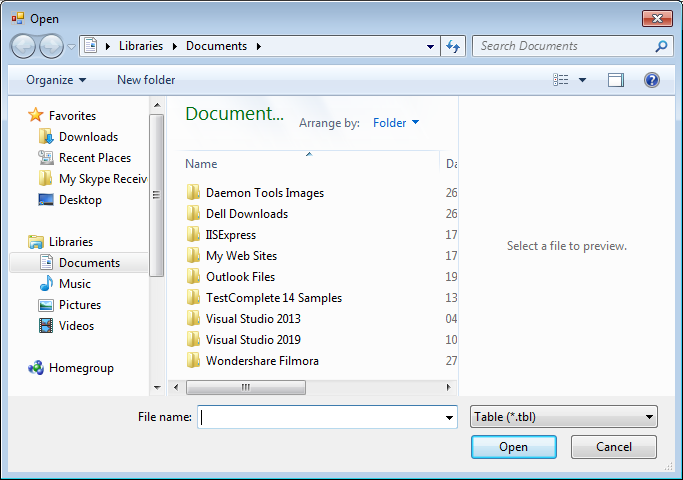 Open
Libraries Documents
Search Documents
Organize New folder
Favorites
Downloads
Recent Places
My Skype Receiv
Desktop
Libraries
Documents
Music
Pictures
Videos
Homegroup
Document...
Arrange by: Folder
Name Da
Daemon Tools Images 26
Dell Downloads 26
IISExpress 17
My Web Sites 17
Outlook Files 19
TestComplete 14 Samples 13
Visual Studio 2013 04
Visual Studio 2019 10
Wondershare Filmora 27
Select a file to preview.
File name: Table (*.tbl)
Open Cancel